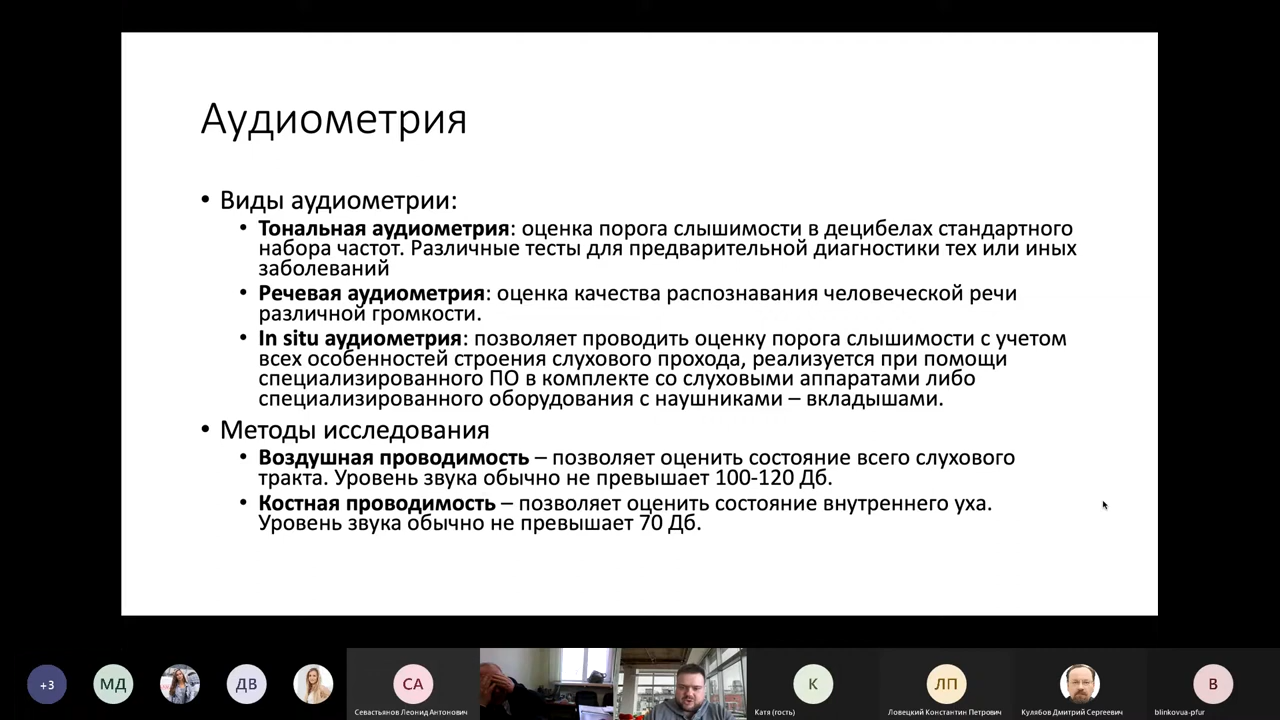 Аудиометрия
• Виды аудиометрии:
• Тональная аудиометрия: оценка порога слышимости в децибелах стандартного
набора частот. Различные тесты для предварительной диагностики тех или иных
заболеваний
• Речевая аудиометрия: оценка качества распознавания человеческой речи
различной громкости.
• In situ аудиометрия: позволяет проводить оценку порога слышимости с учетом
всех особенностей строения слухового прохода, реализуется при помощи
специализированного ПО в комплекте со слуховыми аппаратами либо
специализированного оборудования с наушниками – вкладышами.
• Методы исследования
• Воздушная проводимость – позволяет оценить состояние всего слухового
тракта. Уровень звука обычно не превышает 100-120 Дб.
• Костная проводимость – позволяет оценить состояние внутреннего уха.
Уровень звука обычно не превышает 70 Дб.
+3
МД
ДВ
СА
К
ЛП
B
Севастьянов Леонид Антонович
Катя (гость)
Ловецкий Константин Петрович
Кулябов Дмитрий Сергеевич
blinkovua-pfur